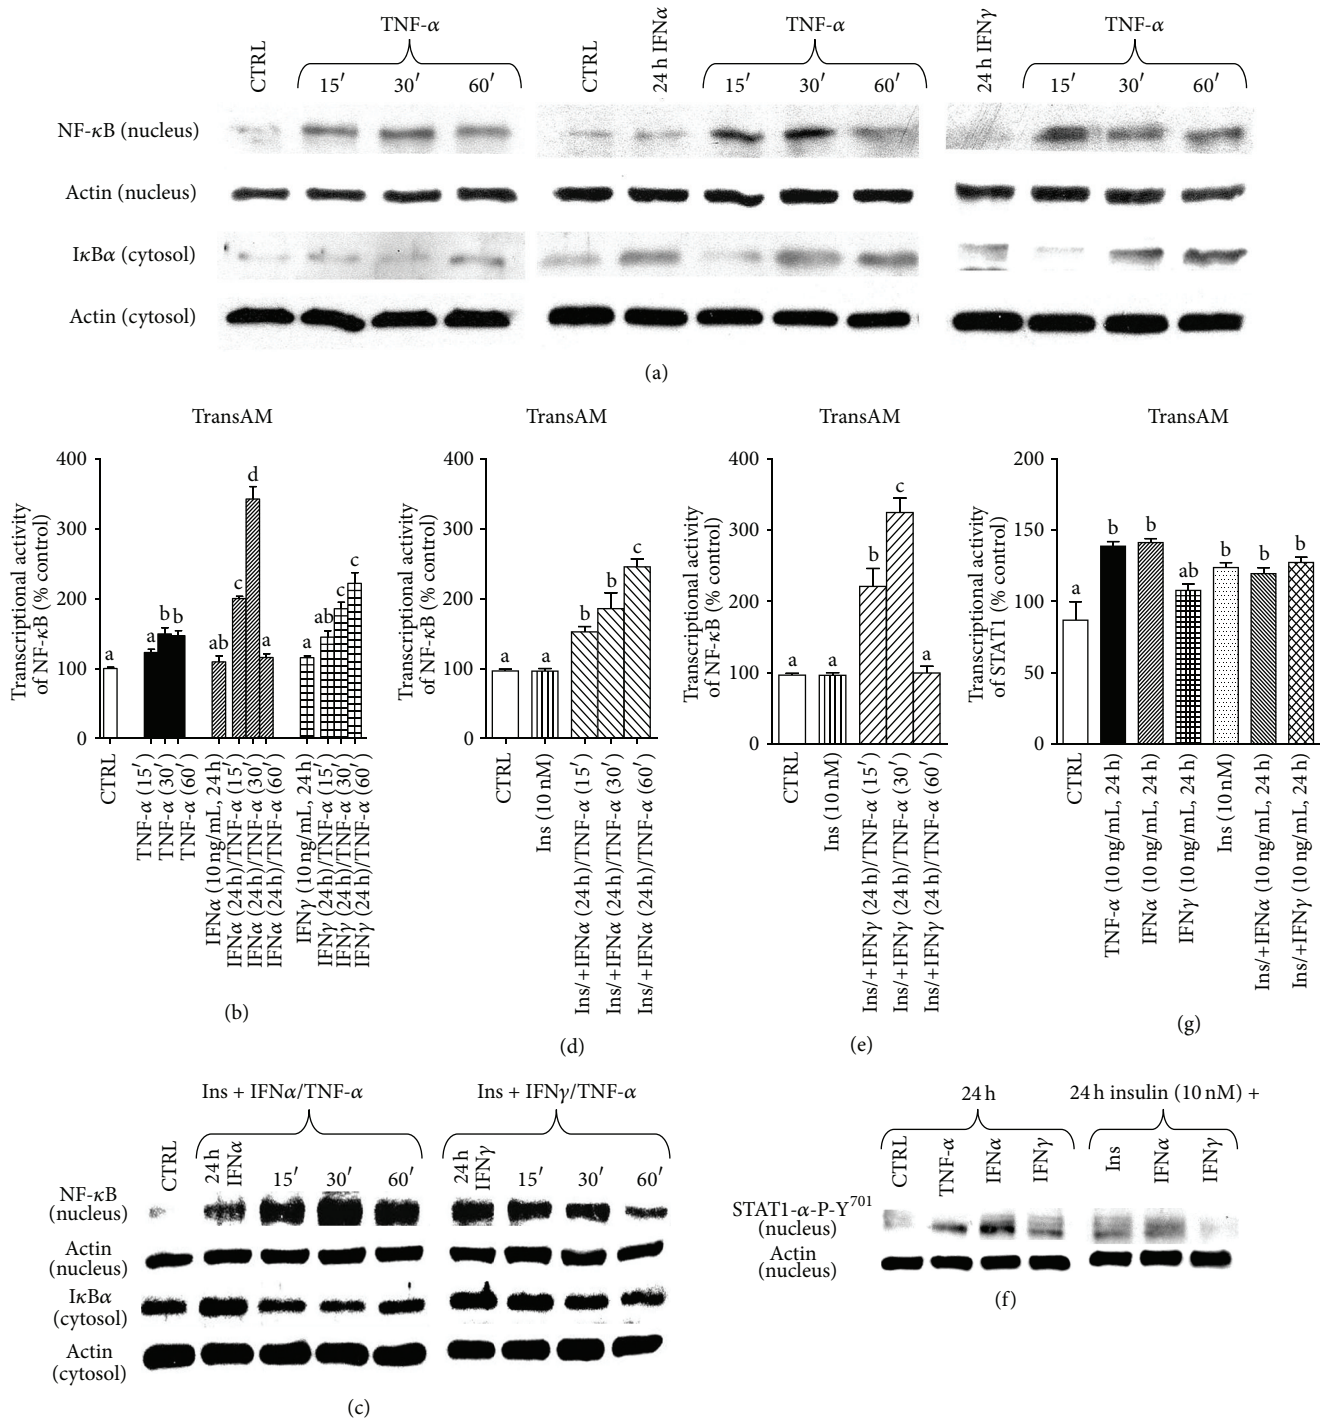 TNF-α TNF-α TNF-α
CTRL 15′ 30′ 60′ CTRL 24 h IFNα 15′ 30′ 60′ 24 h IFNγ 15′ 30′ 60′
NF-κB (nucleus)
Actin (nucleus)
IκBα (cytosol)
Actin (cytosol)
(a)
TransAM
Transcriptional activity
of NF-κB (% control)
400
300
200
100
0
a
a
b
b
ab
c
d
a
a
ab
c
c
CTRL
TNF-α (15′)
TNF-α (30′)
TNF-α (60′)
IFNα (10 ng/mL, 24 h)
IFNα (24 h)/TNF-α (15′)
IFNα (24 h)/TNF-α (30′)
IFNα (24 h)/TNF-α (60′)
IFNγ (10 ng/mL, 24 h)
IFNγ (24 h)/TNF-α (15′)
IFNγ (24 h)/TNF-α (30′)
IFNγ (24 h)/TNF-α (60′)
(b)
TransAM
Transcriptional activity
of NF-κB (% control)
400
300
200
100
0
a
a
b
b
c
CTRL
Ins (10 nM)
Ins/+IFNα (24 h)/TNF-α (15′)
Ins/+IFNα (24 h)/TNF-α (30′)
Ins/+IFNα (24 h)/TNF-α (60′)
(d)
TransAM
Transcriptional activity
of NF-κB (% control)
400
300
200
100
0
a
a
b
c
a
CTRL
Ins (10 nM)
Ins/+IFNγ (24 h)/TNF-α (15′)
Ins/+IFNγ (24 h)/TNF-α (30′)
Ins/+IFNγ (24 h)/TNF-α (60′)
(e)
TransAM
Transcriptional activity
of STAT1 (% control)
200
150
100
50
0
a
b
b
ab
b
b
b
CTRL
TNF-α (10 ng/mL, 24 h)
IFNα (10 ng/mL, 24 h)
IFNγ (10 ng/mL, 24 h)
Ins (10 nM)
Ins/+IFNα (10 ng/mL, 24 h)
Ins/+IFNγ (10 ng/mL, 24 h)
(g)
Ins + IFNα/TNF-α Ins + IFNγ/TNF-α
CTRL 24 h IFNα 15′ 30′ 60′ 24 h IFNγ 15′ 30′ 60′
NF-κB
(nucleus)
Actin
(nucleus)
IκBα
(cytosol)
Actin
(cytosol)
(c)
24 h 24 h insulin (10 nM) +
CTRL TNF-α IFNα IFNγ Ins IFNα IFNγ
STAT1-α-P-Y701
(nucleus)
Actin
(nucleus)
(f)